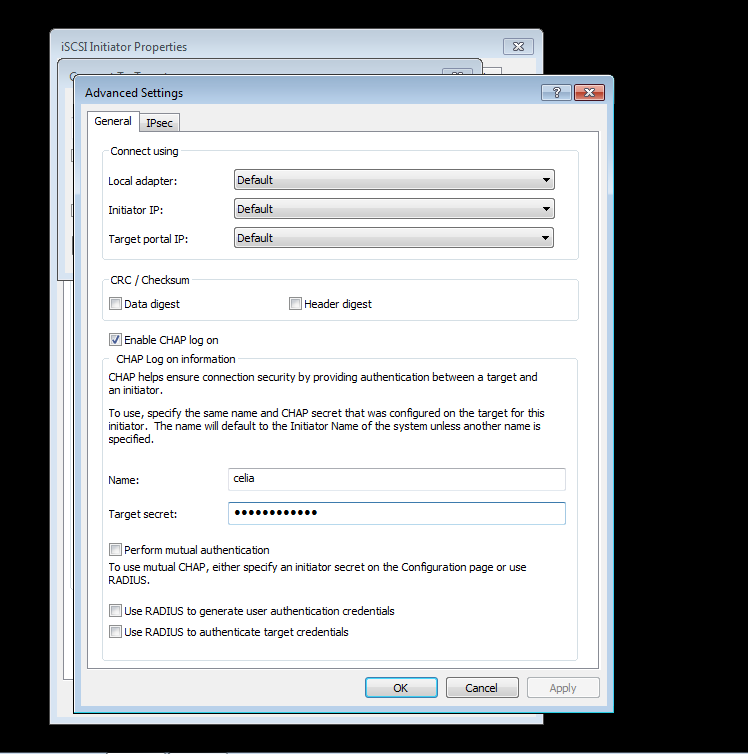 iSCSI Initiator Properties
Advanced Settings
General
IPsec
Connect using
Local adapter:
Default
Initiator IP:
Default
Target portal IP:
Default
CRC / Checksum
Data digest
Header digest
Enable CHAP log on
CHAP Log on information
CHAP helps ensure connection security by providing authentication between a target and
an initiator.
To use, specify the same name and CHAP secret that was configured on the target for this
initiator. The name will default to the Initiator Name of the system unless another name is
specified.
Name:
celia
Target secret:
••••••••••••
Perform mutual authentication
To use mutual CHAP, either specify an initiator secret on the Configuration page or use
RADIUS.
Use RADIUS to generate user authentication credentials
Use RADIUS to authenticate target credentials
OK
Cancel
Apply